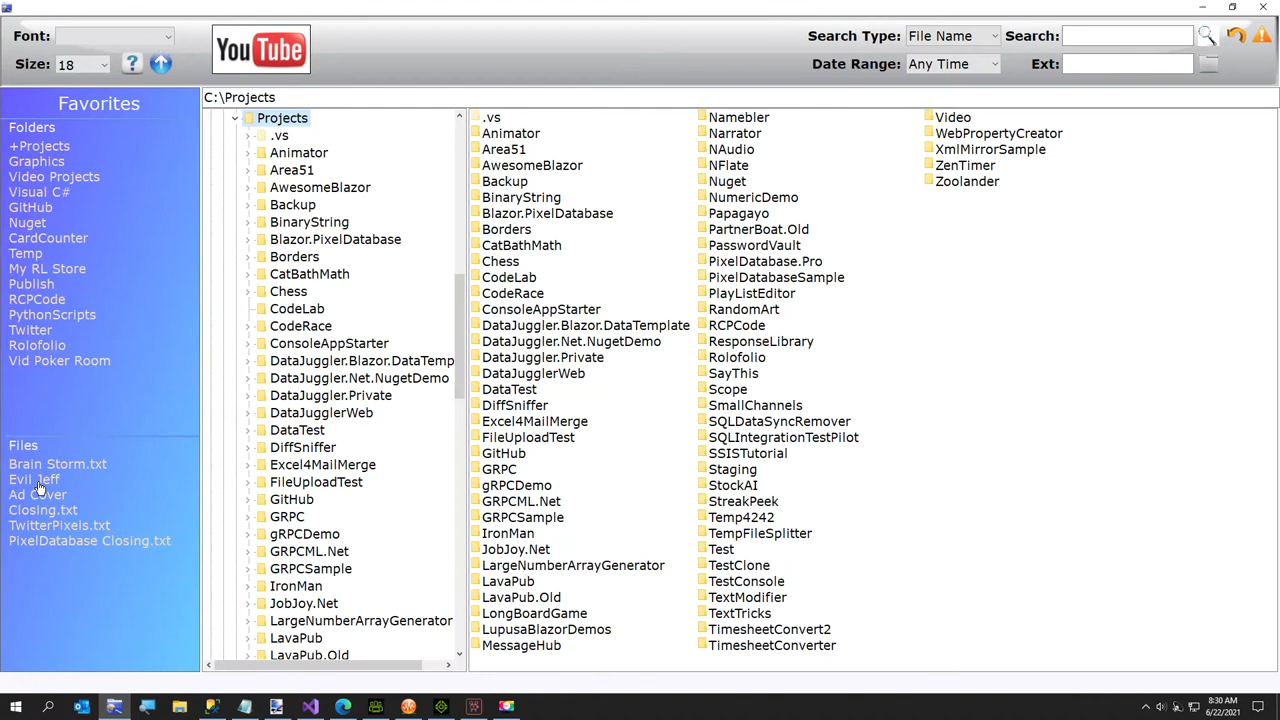 Font:
Size: 18
?
YouTube
Search Type: File Name
Search:
Date Range: Any Time
Ext:
Favorites
Folders
+Projects
Graphics
Video Projects
Visual C#
GitHub
Nuget
CardCounter
Temp
My RL Store
Publish
RCPCode
PythonScripts
Twitter
Rolofolio
Vid Poker Room
Files
Brain Storm.txt
Evil Jeff
Ad Cover
Closing.txt
TwitterPixels.txt
PixelDatabase Closing.txt
C:\Projects
Projects
.vs
Animator
Area51
AwesomeBlazor
Backup
BinaryString
Blazor.PixelDatabase
Borders
CatBathMath
Chess
CodeLab
CodeRace
ConsoleAppStarter
DataJuggler.Blazor.DataTemp
DataJuggler.Net.NugetDemo
DataJuggler.Private
DataJugglerWeb
DataTest
DiffSniffer
Excel4MailMerge
FileUploadTest
GitHub
GRPC
gRPCDemo
GRPCML.Net
GRPCSample
IronMan
JobJoy.Net
LargeNumberArrayGenerator
LavaPub
LavaPub.Old
.vs
Animator
Area51
AwesomeBlazor
Backup
BinaryString
Blazor.PixelDatabase
Borders
CatBathMath
Chess
CodeLab
CodeRace
ConsoleAppStarter
DataJuggler.Blazor.DataTemplate
DataJuggler.Net.NugetDemo
DataJuggler.Private
DataJugglerWeb
DataTest
DiffSniffer
Excel4MailMerge
FileUploadTest
GitHub
GRPC
gRPCDemo
GRPCML.Net
GRPCSample
IronMan
JobJoy.Net
LargeNumberArrayGenerator
LavaPub
LavaPub.Old
LongBoardGame
LupusaBlazorDemos
MessageHub
Namebler
Narrator
NAudio
NFlate
Nuget
NumericDemo
Papagayo
PartnerBoat.Old
PasswordVault
PixelDatabase.Pro
PixelDatabaseSample
PlayListEditor
RandomArt
RCPCode
ResponseLibrary
Rolofolio
SayThis
Scope
SmallChannels
SQLDataSyncRemover
SQLIntegrationTestPilot
SSISTutorial
Staging
StockAI
StreakPeek
Temp4242
TempFileSplitter
Test
TestClone
TestConsole
TextModifier
TextTricks
TimesheetConvert2
TimesheetConverter
Video
WebPropertyCreator
XmlMirrorSample
ZenTimer
Zoolander
8:30 AM
6/22/2021